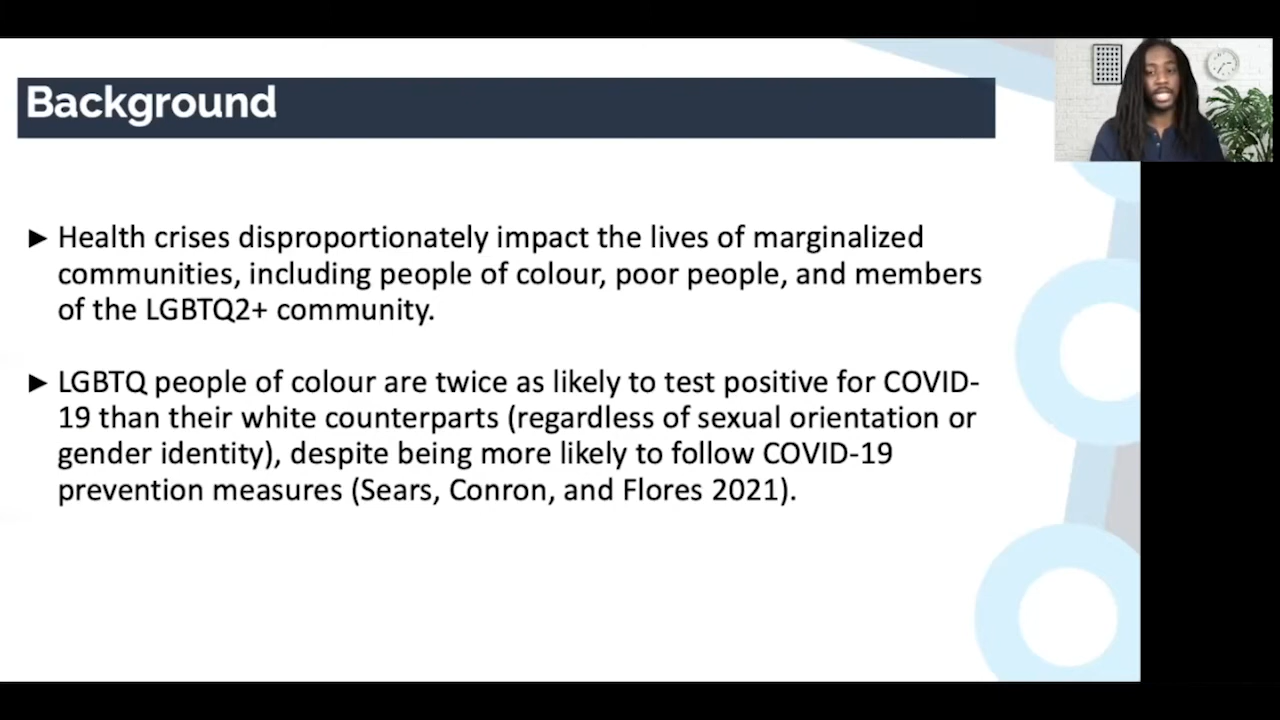 Background
► Health crises disproportionately impact the lives of marginalized
communities, including people of colour, poor people, and members
of the LGBTQ2+ community.
► LGBTQ people of colour are twice as likely to test positive for COVID-
19 than their white counterparts (regardless of sexual orientation or
gender identity), despite being more likely to follow COVID-19
prevention measures (Sears, Conron, and Flores 2021).